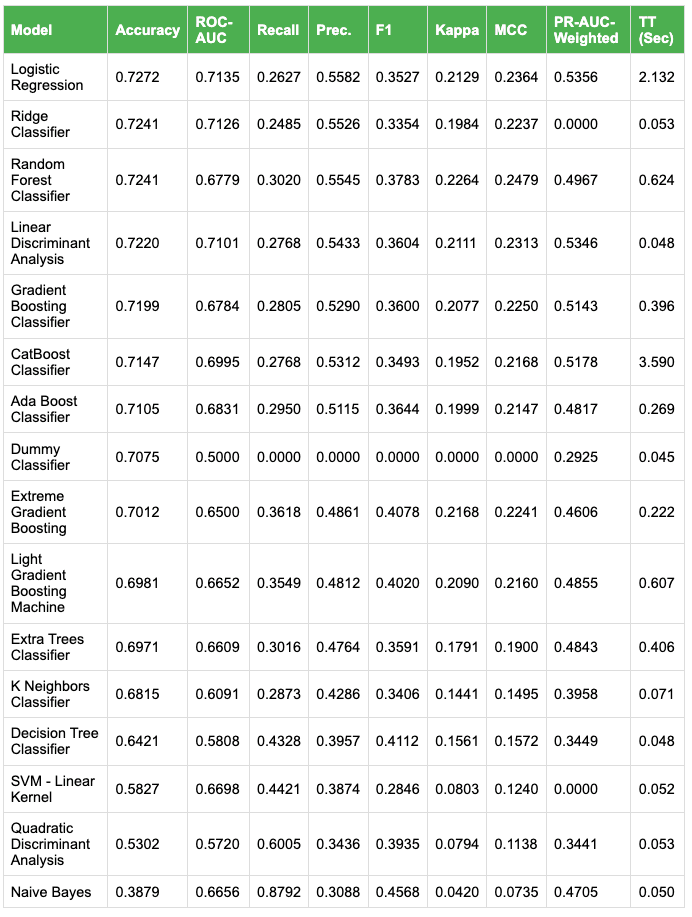 Model Accuracy ROC-AUC Recall Prec. F1 Kappa MCC PR-AUC-Weighted TT (Sec)
Logistic Regression 0.7272 0.7135 0.2627 0.5582 0.3527 0.2129 0.2364 0.5356 2.132
Ridge Classifier 0.7241 0.7126 0.2485 0.5526 0.3354 0.1984 0.2237 0.0000 0.053
Random Forest Classifier 0.7241 0.6779 0.3020 0.5545 0.3783 0.2264 0.2479 0.4967 0.624
Linear Discriminant Analysis 0.7220 0.7101 0.2768 0.5433 0.3604 0.2111 0.2313 0.5346 0.048
Gradient Boosting Classifier 0.7199 0.6784 0.2805 0.5290 0.3600 0.2077 0.2250 0.5143 0.396
CatBoost Classifier 0.7147 0.6995 0.2768 0.5312 0.3493 0.1952 0.2168 0.5178 3.590
Ada Boost Classifier 0.7105 0.6831 0.2950 0.5115 0.3644 0.1999 0.2147 0.4817 0.269
Dummy Classifier 0.7075 0.5000 0.0000 0.0000 0.0000 0.0000 0.0000 0.2925 0.045
Extreme Gradient Boosting 0.7012 0.6500 0.3618 0.4861 0.4078 0.2168 0.2241 0.4606 0.222
Light Gradient Boosting Machine 0.6981 0.6652 0.3549 0.4812 0.4020 0.2090 0.2160 0.4855 0.607
Extra Trees Classifier 0.6971 0.6609 0.3016 0.4764 0.3591 0.1791 0.1900 0.4843 0.406
K Neighbors Classifier 0.6815 0.6091 0.2873 0.4286 0.3406 0.1441 0.1495 0.3958 0.071
Decision Tree Classifier 0.6421 0.5808 0.4328 0.3957 0.4112 0.1561 0.1572 0.3449 0.048
SVM - Linear Kernel 0.5827 0.6698 0.4421 0.3874 0.2846 0.0803 0.1240 0.0000 0.052
Quadratic Discriminant Analysis 0.5302 0.5720 0.6005 0.3436 0.3935 0.0794 0.1138 0.3441 0.053
Naive Bayes 0.3879 0.6656 0.8792 0.3088 0.4568 0.0420 0.0735 0.4705 0.050